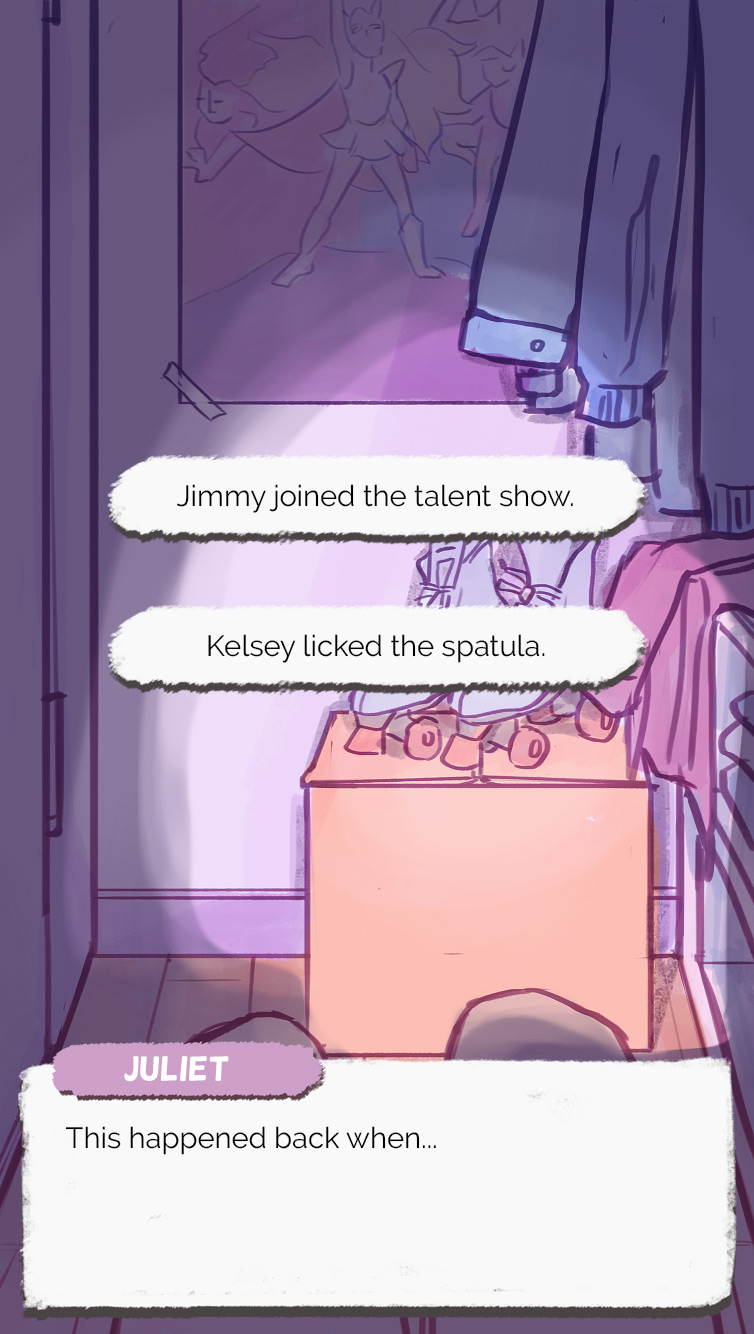 Jimmy joined the talent show.
Kelsey licked the spatula.
JULIET
This happened back when...